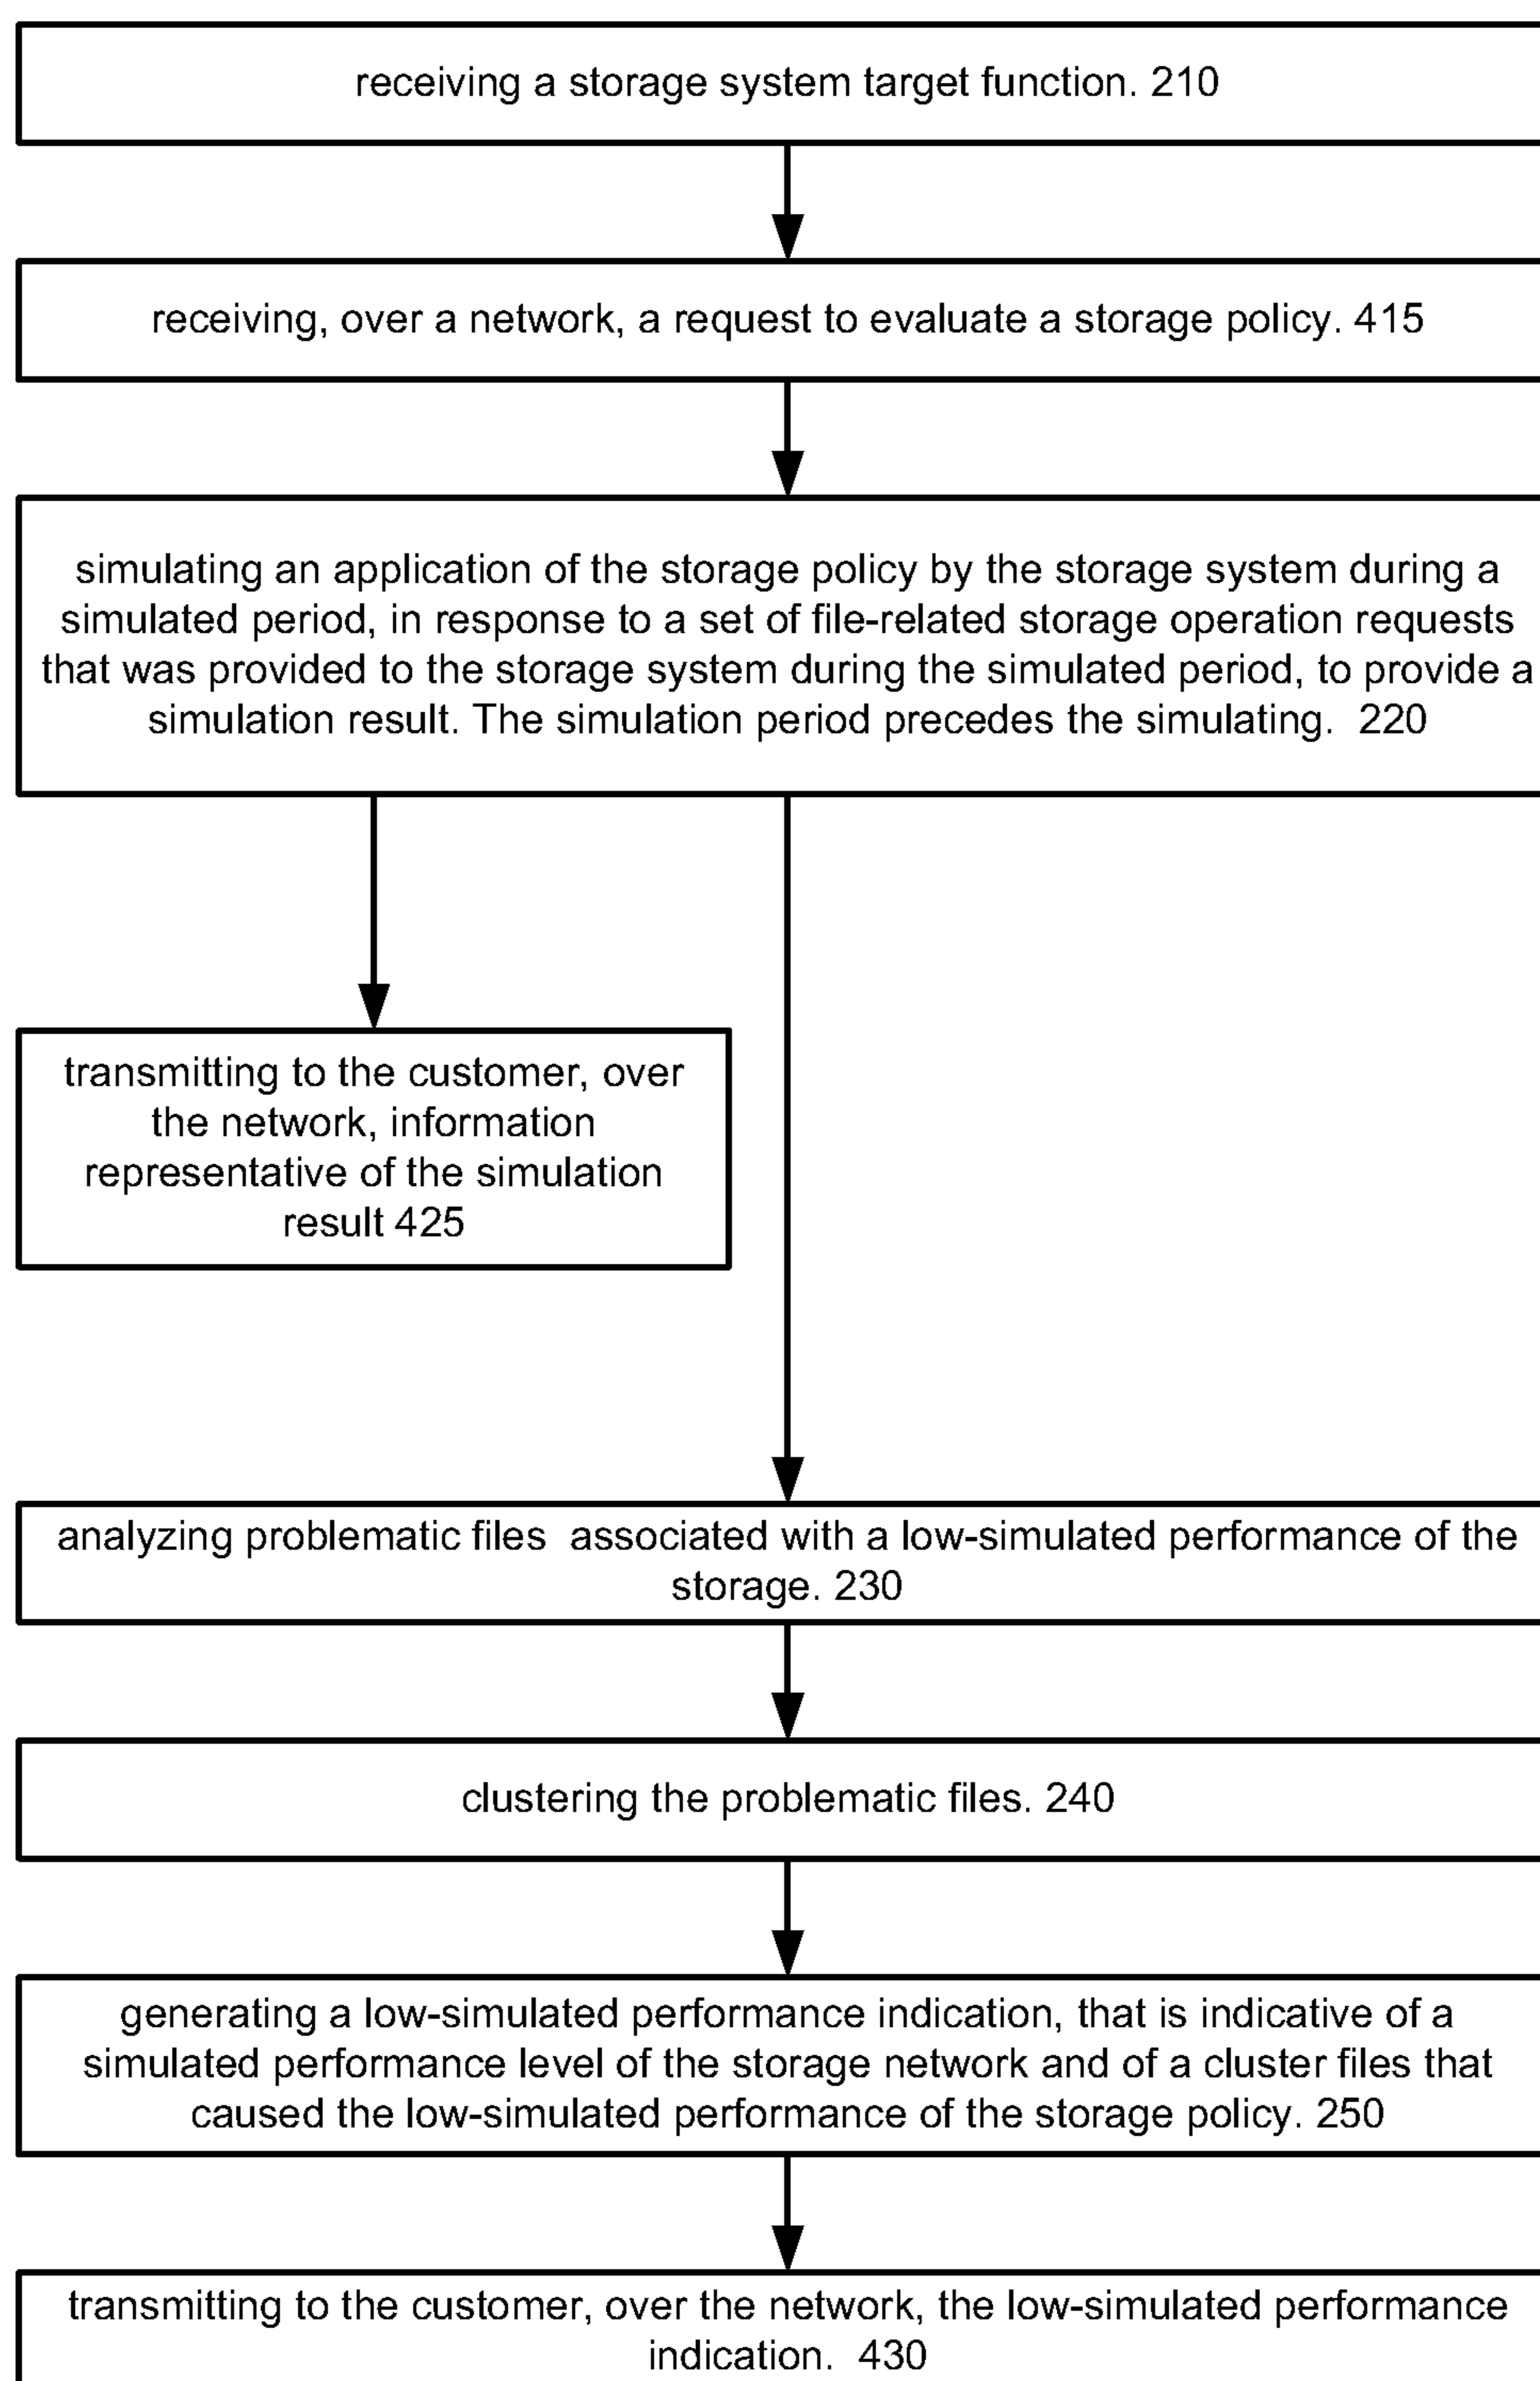 receiving a storage system target function. 210
receiving, over a network, a request to evaluate a storage policy. 415
simulating an application of the storage policy by the storage system during a
simulated period, in response to a set of file-related storage operation requests
that was provided to the storage system during the simulated period, to provide a
simulation result. The simulation period precedes the simulating.  220
transmitting to the customer, over
the network, information
representative of the simulation
result 425
analyzing problematic files  associated with a low-simulated performance of the
storage. 230
clustering the problematic files. 240
generating a low-simulated performance indication, that is indicative of a
simulated performance level of the storage network and of a cluster files that
caused the low-simulated performance of the storage policy. 250
transmitting to the customer, over the network, the low-simulated performance
indication.  430